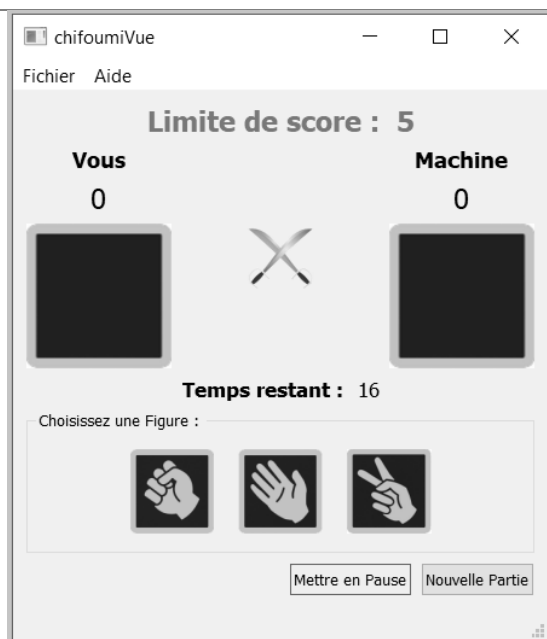 chifoumiVue
Fichier Aide
Limite de score : 5
Vous Machine
0 0
Temps restant : 16
Choisissez une Figure :
Mettre en Pause Nouvelle Partie